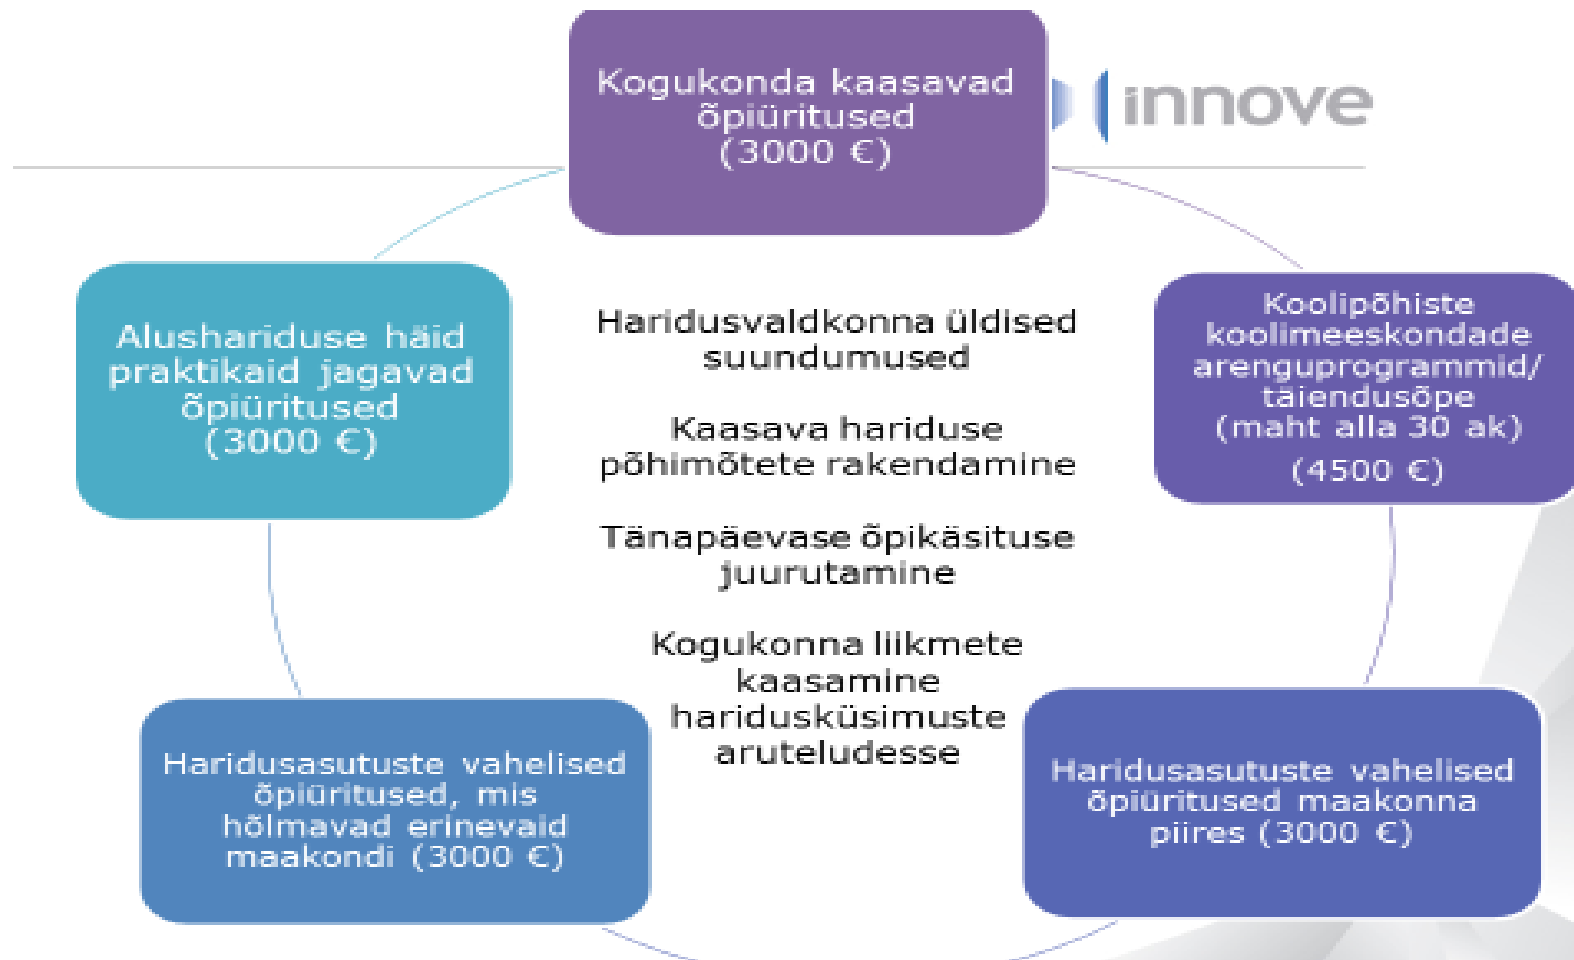 Kogukonda kaasavad
õpiüritused
(3000 €)
innove
Alushariduse häid
praktikaid jagavad
õpiüritused
(3000 €)
Haridusvaldkonna üldised
suundumused
Kaasava hariduse
põhimõtete rakendamine
Tänapäevase õpikäsituse
juurutamine
Kogukonna liikmete
kaasamine
haridusküsimuste
aruteludesse
Koolipõhiste
koolimeeskondade
arenguprogrammid/
täiendusõpe
(maht alla 30 ak)
(4500 €)
Haridusasutuste vahelised
õpiüritused, mis
hõlmavad erinevaid
maakondi (3000 €)
Haridusasutuste vahelised
õpiüritused maakonna
piires (3000 €)